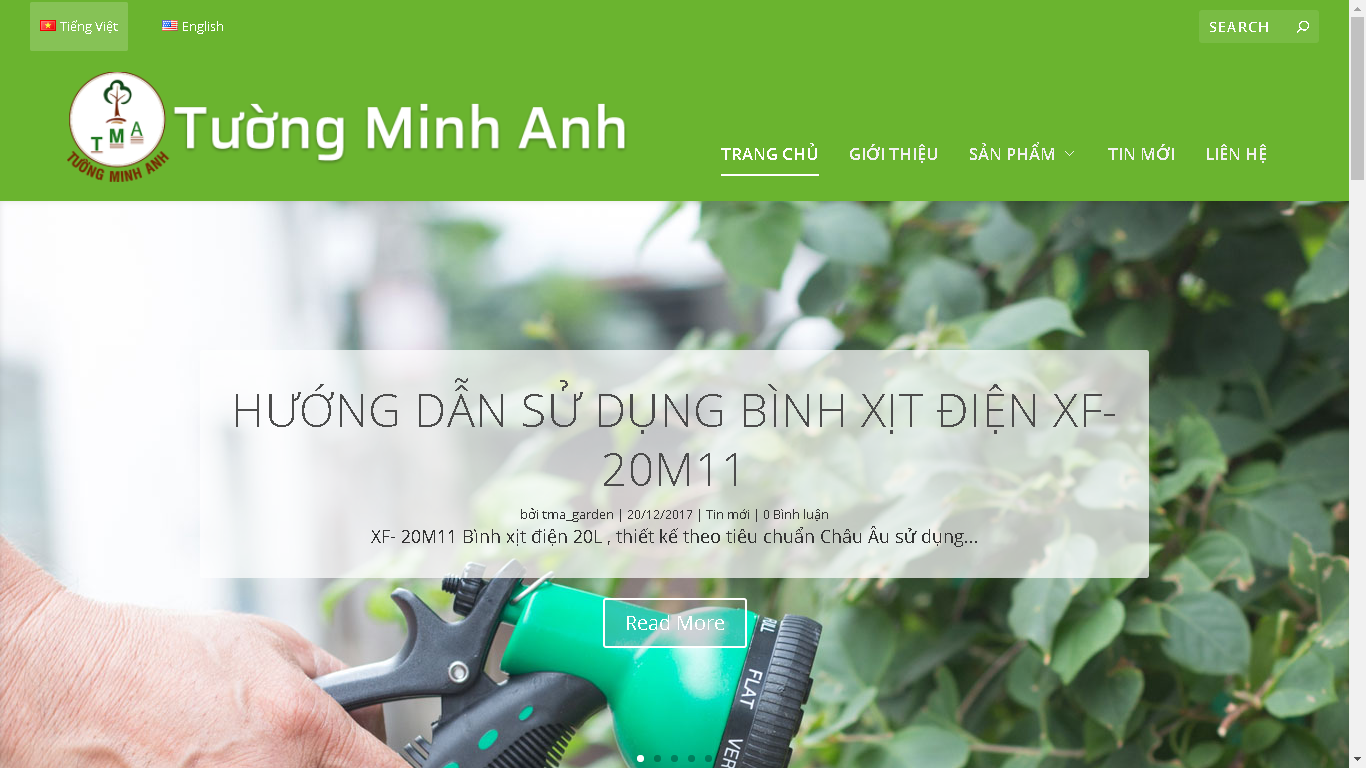 Tiếng Việt
English
SEARCH
TMA
TƯỜNG MINH ANH
Tường Minh Anh
TRANG CHỦ
GIỚI THIỆU
SẢN PHẨM
TIN MỚI
LIÊN HỆ
HƯỚNG DẪN SỬ DỤNG BÌNH XỊT ĐIỆN XF-
20M11
bởi tma_garden | 20/12/2017 | Tin mới | 0 Bình luận
XF- 20M11 Bình xịt điện 20L , thiết kế theo tiêu chuẩn Châu Âu sử dụng...
Read More
FLAT